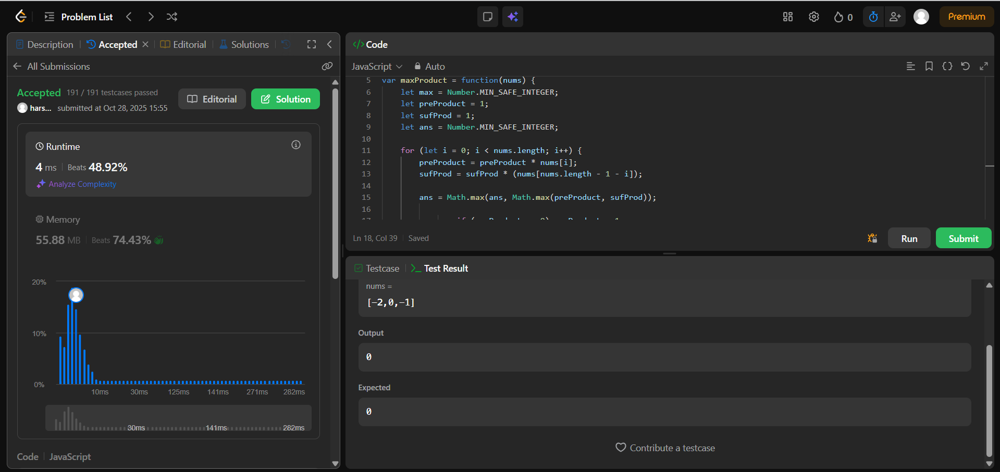 Problem List
0
Premium
Description
Accepted
Editorial
Solutions
All Submissions
Accepted 191 / 191 testcases passed
hars... submitted at Oct 28, 2025 15:55
Editorial
Solution
Runtime
4 ms Beats 48.92%
Analyze Complexity
Memory
55.88 MB Beats 74.43%
20%
10%
0%
10ms 30ms 125ms 141ms 271ms 282ms
30ms 141ms 282ms
Code JavaScript
</> Code
JavaScript Auto
5 var maxProduct = function(nums) {
6 let max = Number.MIN_SAFE_INTEGER;
7 let preProduct = 1;
8 let sufProd = 1;
9 let ans = Number.MIN_SAFE_INTEGER;
10
11 for (let i = 0; i < nums.length; i++) {
12 preProduct = preProduct * nums[i];
13 sufProd = sufProd * (nums[nums.length - 1 - i]);
14
15 ans = Math.max(ans, Math.max(preProduct, sufProd));
16
Ln 18, Col 39 Saved
Run
Submit
Testcase
Test Result
nums =
[-2,0,-1]
Output
0
Expected
0
Contribute a testcase